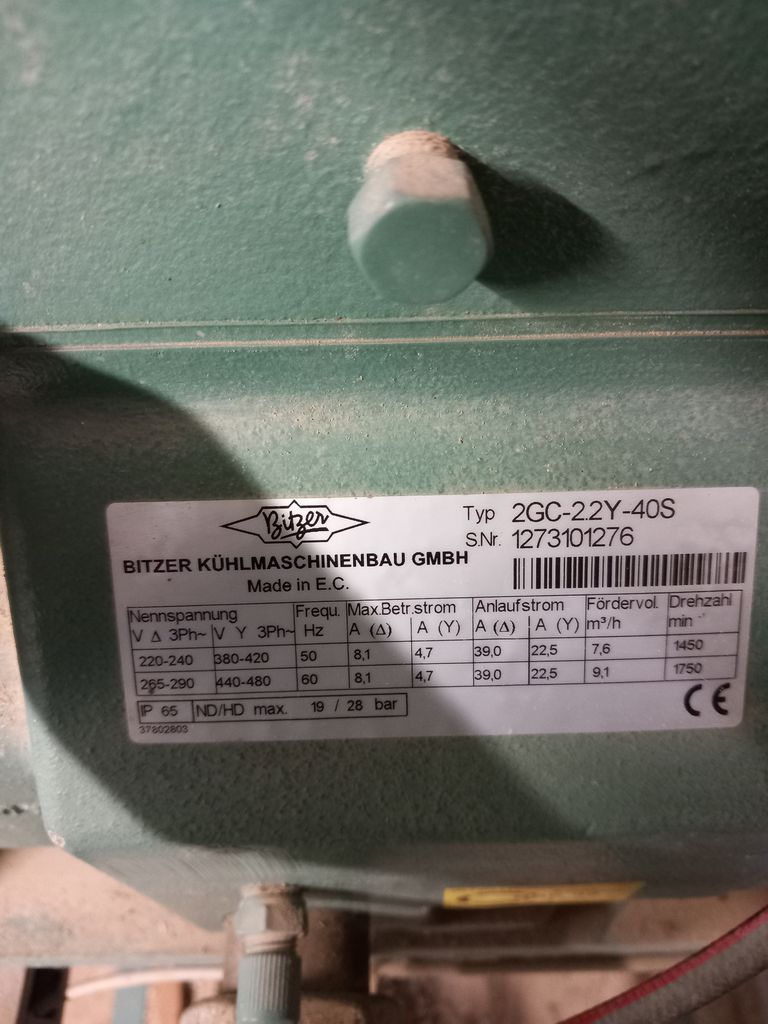 Bitzer
BITZER KÜHLMASCHINENBAU GMBH
Made in E.C.
Typ 2GC-2.2Y-40S
S.Nr. 1273101276
Nennspannung Frequ. Max.Betr.strom Anlaufstrom Fördervol. Drehzahl
V Δ 3Ph~ V Y 3Ph~ Hz A (Δ) A (Y) A (Δ) A (Y) m³/h min⁻¹
220-240 380-420 50 8,1 4,7 39,0 22,5 7,6 1450
265-290 440-480 60 8,1 4,7 39,0 22,5 9,1 1750
IP 65 ND/HD max. 19 / 28 bar
37802803
CE